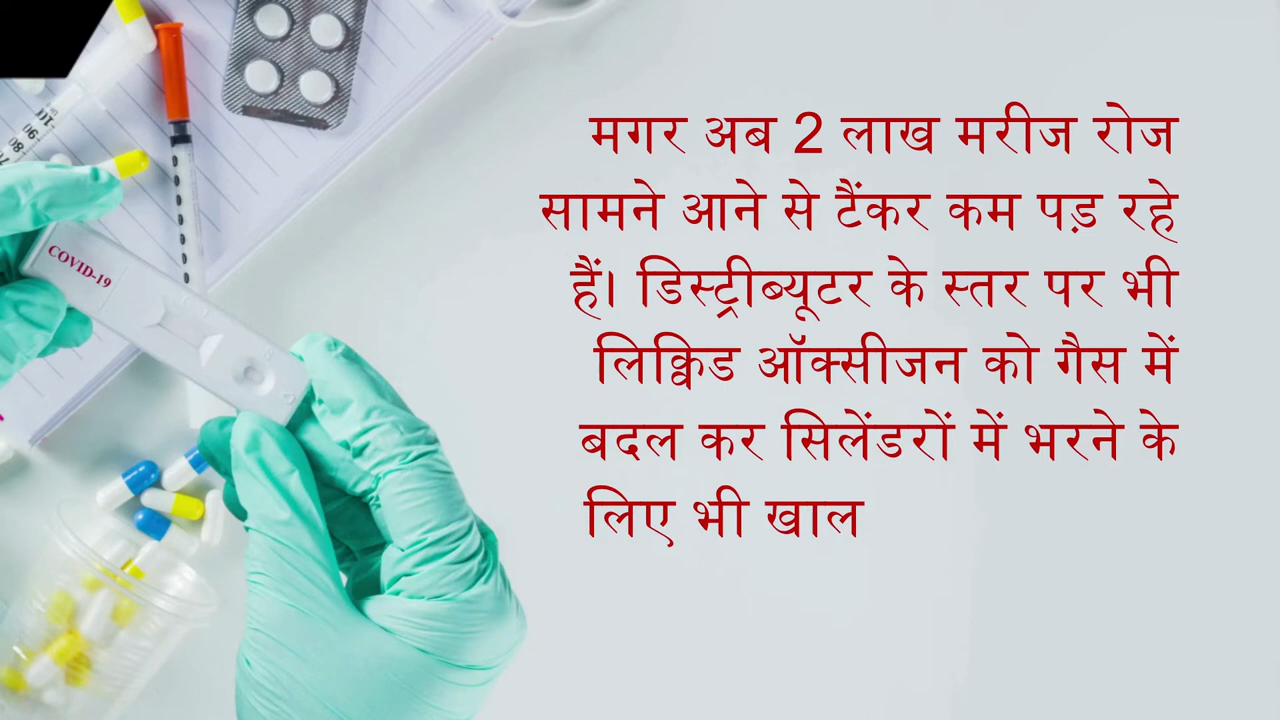 मगर अब 2 लाख मरीज रोज
सामने आने से टैंकर कम पड़ रहे
हैं। डिस्ट्रीब्यूटर के स्तर पर भी
लिक्विड ऑक्सीजन को गैस में
बदल कर सिलेंडरों में भरने के
लिए भी खाल
COVID-19